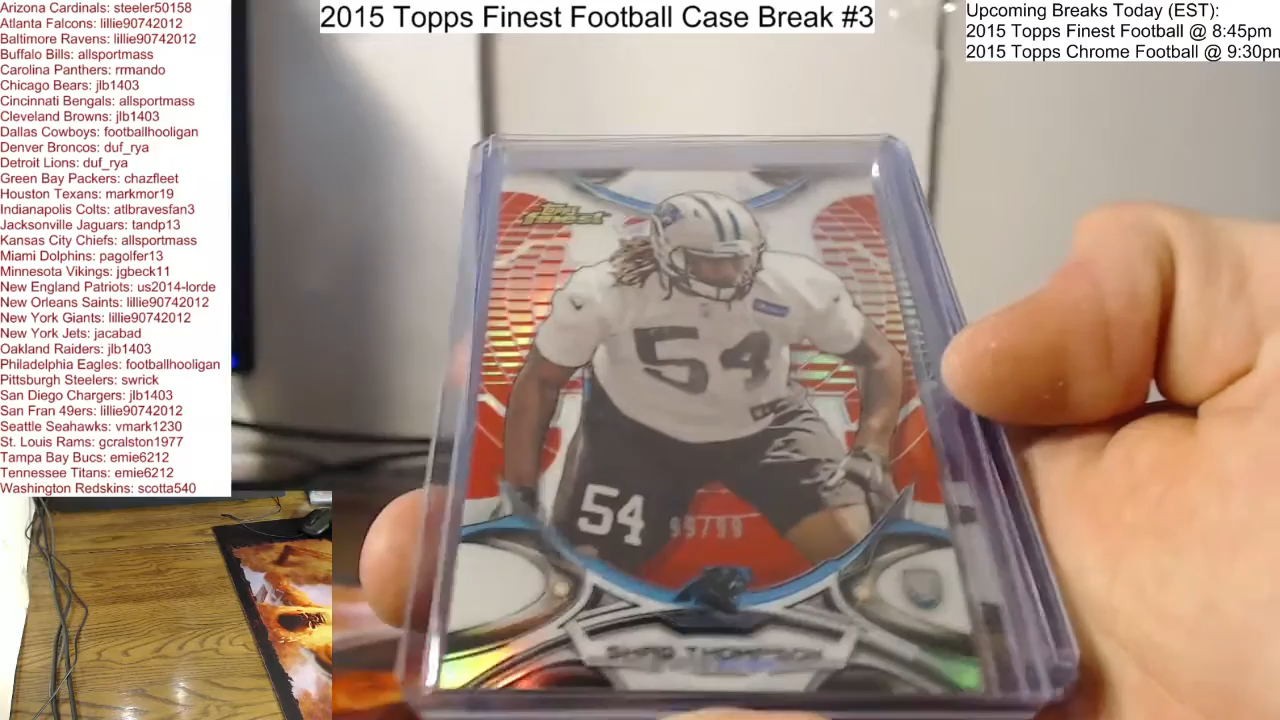 Arizona Cardinals: steeler50158
Atlanta Falcons: lillie90742012
Baltimore Ravens: lillie90742012
Buffalo Bills: allsportmass
Carolina Panthers: rrmando
Chicago Bears: jlb1403
Cincinnati Bengals: allsportmass
Cleveland Browns: jlb1403
Dallas Cowboys: footballhooligan
Denver Broncos: duf_rya
Detroit Lions: duf_rya
Green Bay Packers: chazfleet
Houston Texans: markmor19
Indianapolis Colts: atlbravesfan3
Jacksonville Jaguars: tandp13
Kansas City Chiefs: allsportmass
Miami Dolphins: pagolfer13
Minnesota Vikings: jgbeck11
New England Patriots: us2014-lorde
New Orleans Saints: lillie90742012
New York Giants: lillie90742012
New York Jets: jacabad
Oakland Raiders: jlb1403
Philadelphia Eagles: footballhooligan
Pittsburgh Steelers: swrick
San Diego Chargers: jlb1403
San Fran 49ers: lillie90742012
Seattle Seahawks: vmark1230
St. Louis Rams: gcralston1977
Tampa Bay Bucs: emie6212
Tennessee Titans: emie6212
Washington Redskins: scotta540
2015 Topps Finest Football Case Break #3
Upcoming Breaks Today (EST):
2015 Topps Finest Football @ 8:45pm
2015 Topps Chrome Football @ 9:30pm
Topps
finest
54
54
99/99
SHAQ THOMPSON